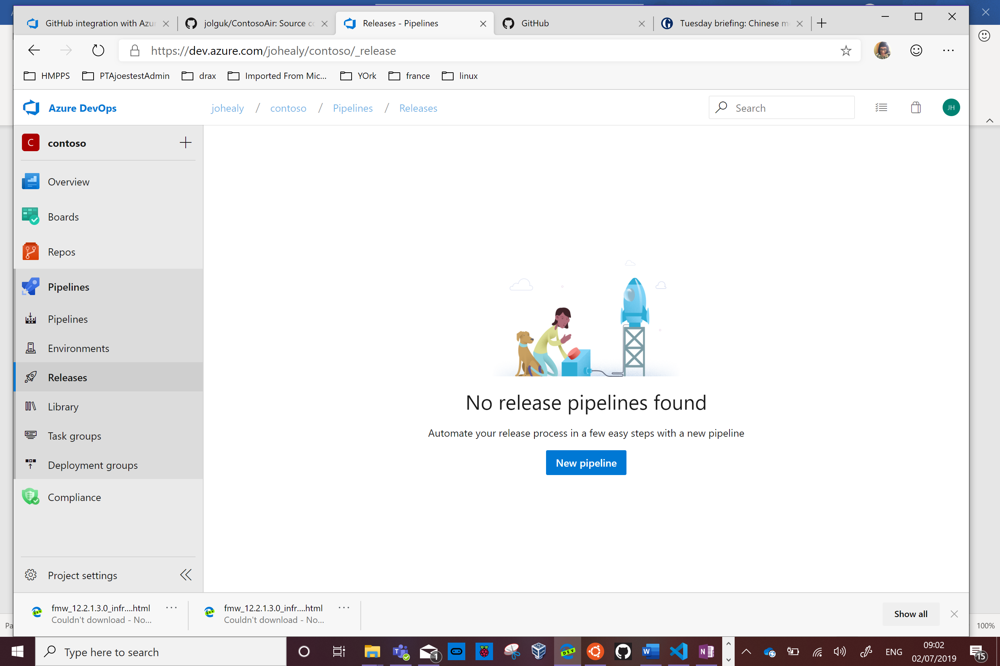 GitHub integration with Azur
jolguk/ContosoAir: Source co
Releases - Pipelines
GitHub
Tuesday briefing: Chinese m
https://dev.azure.com/johealy/contoso/_release
HMPPS
PTAjoestestAdmin
drax
Imported From Mic...
YOrk
france
linux
Azure DevOps
johealy / contoso / Pipelines / Releases
Search
JH
C
contoso
Overview
Boards
Repos
Pipelines
Pipelines
Environments
Releases
Library
Task groups
Deployment groups
Compliance
Project settings
No release pipelines found
Automate your release process in a few easy steps with a new pipeline
New pipeline
DEV
fmw_12.2.1.3.0_infr....html
Couldn't download - No...
DEV
fmw_12.2.1.3.0_infr....html
Couldn't download - No...
Show all
Pa
100%
Type here to search
T
1
DEV
W
N
ENG
09:02
02/07/2019
15